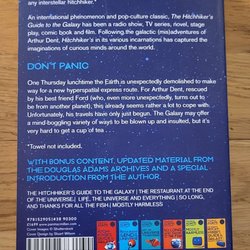 any interstellar hitchhiker."
An international phenomenon and pop-culture classic, The Hitchhiker's
Guide to the Galaxy has been a radio show, TV series, novel, stage
play, comic book and film. Following the galactic (mis)adventures of
Arthur Dent, Hitchhiker's in its various incarnations has captured the
imaginations of curious minds around the world.
DON'T PANIC
One Thursday lunchtime the Earth is unexpectedly demolished to make
way for a new hyperspatial express route. For Arthur Dent, rescued
by his best friend Ford (who, even more unexpectedly, turns out to
be from another planet), this already seems rather a lot to cope with.
Unfortunately, his travels have only just begun. The Galaxy may offer
a mind-boggling variety of ways to be blown up and insulted, but it's
very hard to get a cup of tea . . .
*Towel not included.
WITH BONUS CONTENT, UPDATED MATERIAL FROM
THE DOUGLAS ADAMS ARCHIVES AND A SPECIAL
INTRODUCTION FROM THE AUTHOR.
THE HITCHHIKER'S GUIDE TO THE GALAXY | THE RESTAURANT AT THE END
OF THE UNIVERSE | LIFE, THE UNIVERSE AND EVERYTHING | SO LONG,
AND THANKS FOR ALL THE FISH | MOSTLY HARMLESS
Cover Images © Shutterstock
Cover Design by Stuart Wilson